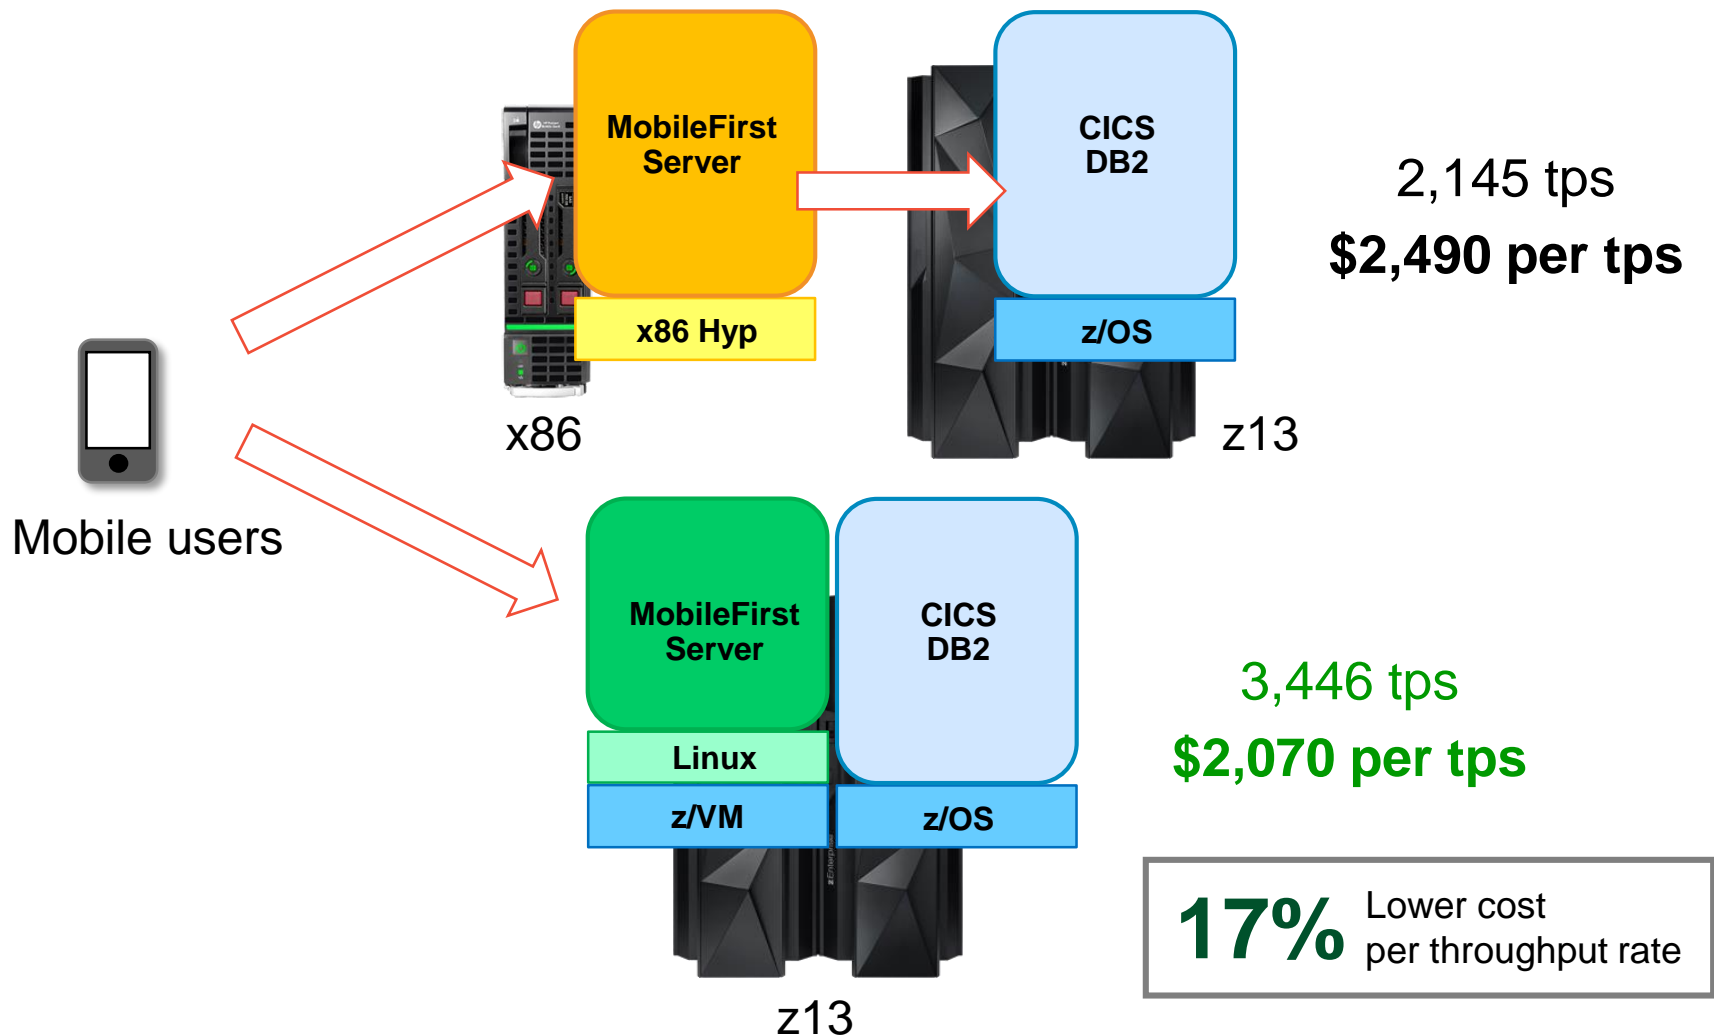 MobileFirst
Server
x86 Hyp
x86
CICS
DB2
z/OS
z13
2,145 tps
$2,490 per tps
Mobile users
MobileFirst
Server
Linux
z/VM
CICS
DB2
z/OS
zEnterprise
z13
3,446 tps
$2,070 per tps
17%
Lower cost
per throughput rate